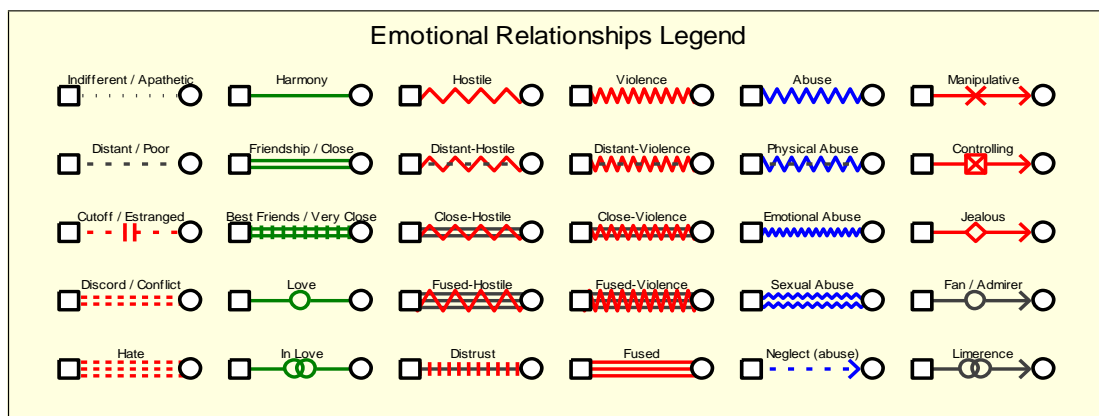 Emotional Relationships Legend
Indifferent / Apathetic
Harmony
Hostile
Violence
Abuse
Manipulative
Distant / Poor
Friendship / Close
Distant-Hostile
Distant-Violence
Physical Abuse
Controlling
Cutoff / Estranged
Best Friends / Very Close
Close-Hostile
Close-Violence
Emotional Abuse
Jealous
Discord / Conflict
Love
Fused-Hostile
Fused-Violence
Sexual Abuse
Fan / Admirer
Hate
In Love
Distrust
Fused
Neglect (abuse)
Limerence